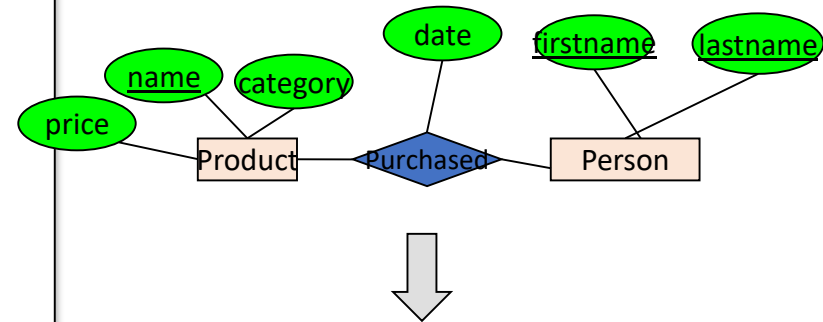 date
firstname
lastname
name
category
price
Product
Purchased
Person